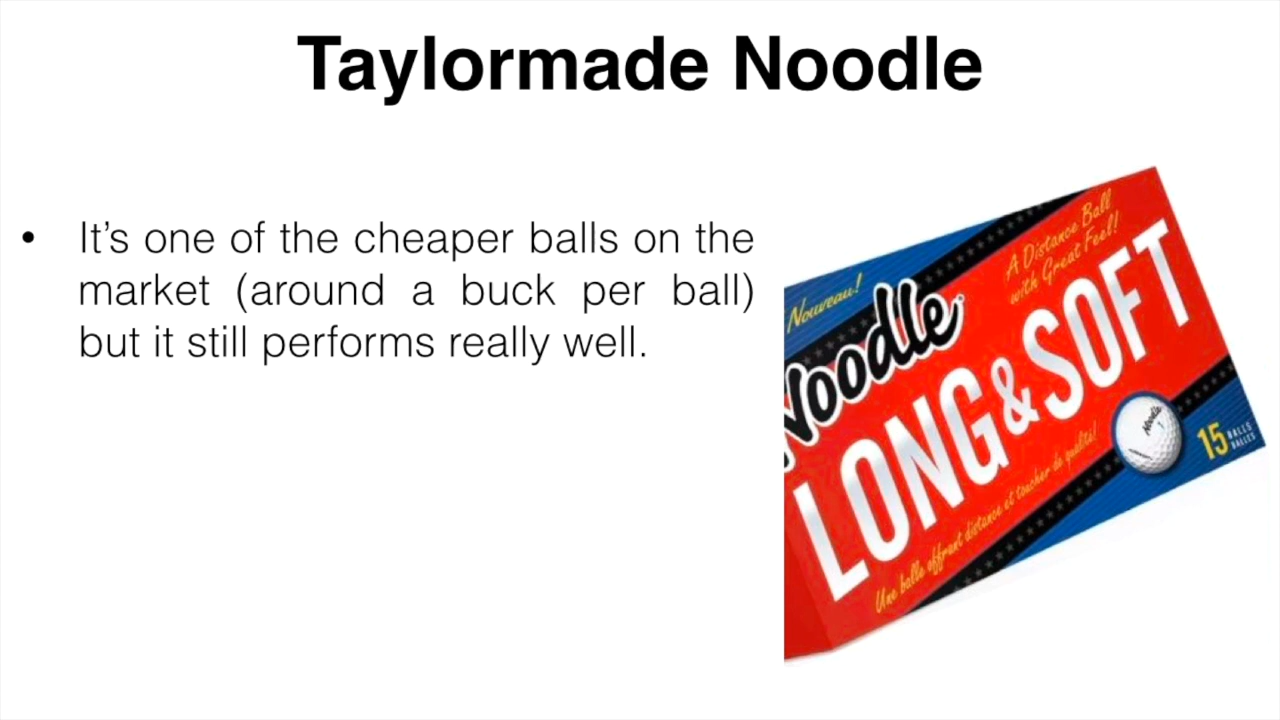 Taylormade Noodle
• It’s one of the cheaper balls on the
market (around a buck per ball)
but it still performs really well.
Nouveau!
A Distance Ball
with Great Feel!
Noodle
LONG & SOFT
Noodle
Une balle offrant distance et toucher de qualité!
15 BALLS
BALLES